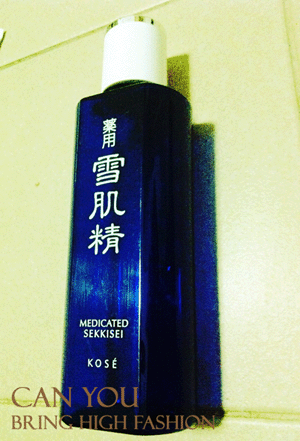 薬用
雪肌精
MEDICATED
SEKKISEI
KOSÉ
CAN YOU
BRING HIGH FASHION